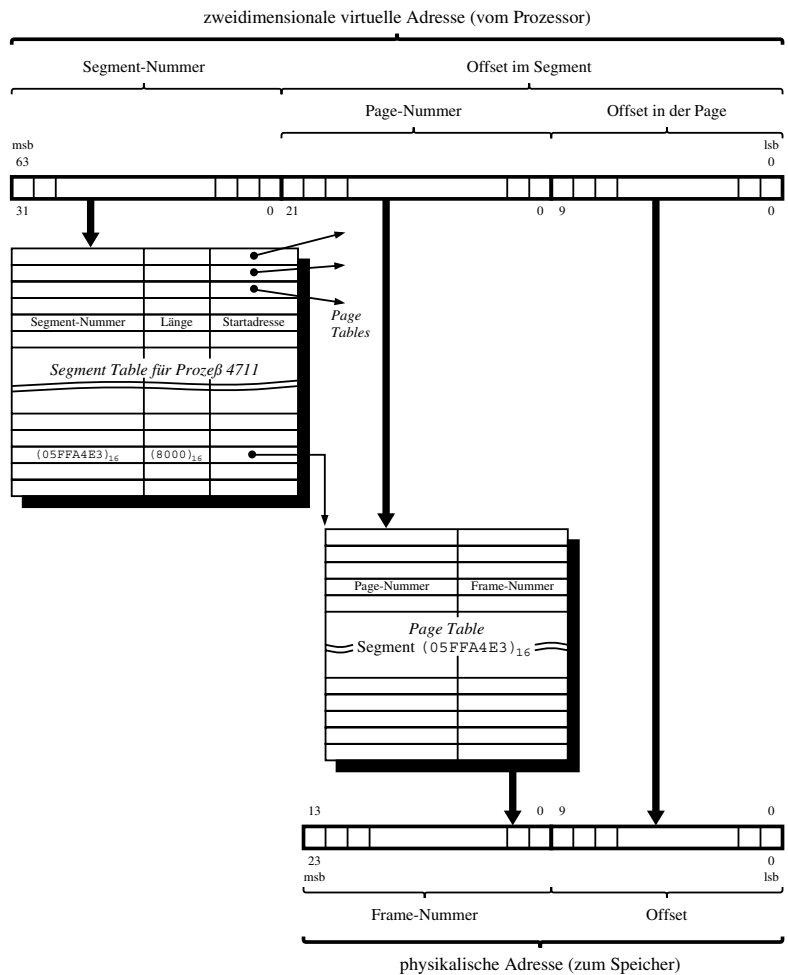 zweidimensionale virtuelle Adresse (vom Prozessor)
Segment-Nummer Offset im Segment
Page-Nummer Offset in der Page
msb lsb
63 0
31 0 21 0 9 0
Page
Tables
Segment-Nummer Länge Startadresse
Segment Table für Prozeß 4711
(05FFA4E3)16 (8000)16
Page-Nummer Frame-Nummer
Page Table
Segment (05FFA4E3)16
13 0 9 0
23 0
msb lsb
Frame-Nummer Offset
physikalische Adresse (zum Speicher)